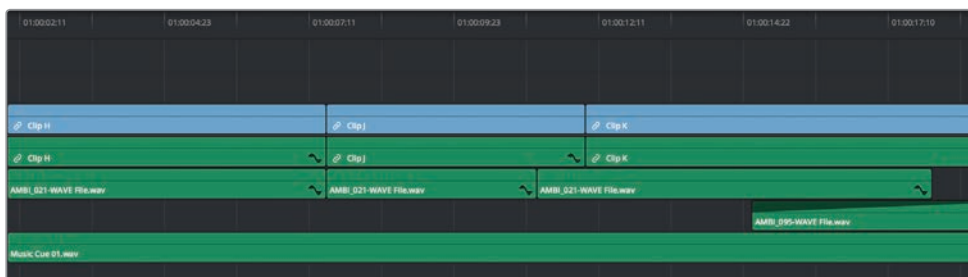 01:00:02:11 01:00:04:23 01:00:07:11 01:00:09:23 01:00:12:11 01:00:14:22 01:00:17:10
Clip H Clip J Clip K
Clip H Clip J Clip K
AMBI_021-WAVE File.wav AMBI_021-WAVE File.wav AMBI_021-WAVE File.wav
AMBI_095-WAVE File.wav
Music Cue 01.wav